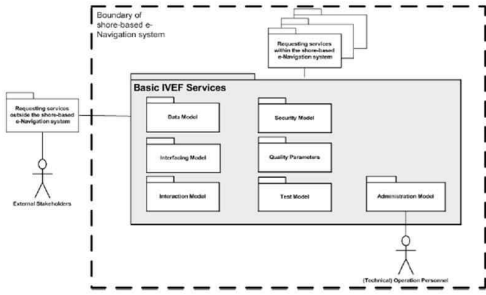 Boundary of
shore-based e-
Navigation system
Requesting services
within the shore-based
e-Navigation system
Basic IVEF Services
Requesting services
outside the shore-based
e-Navigation system
Data Model
Security Model
Interfacing Model
Quality Parameters
Interaction Model
Test Model
Administration Model
External Stakeholders
(Technical) Operation Personnel